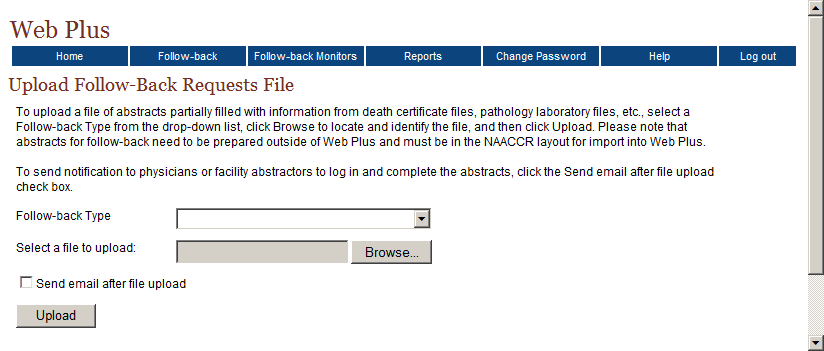 Web Plus
Home Follow-back Follow-back Monitors Reports Change Password Help Log out
Upload Follow-Back Requests File
To upload a file of abstracts partially filled with information from death certificate files, pathology laboratory files, etc., select a
Follow-back Type from the drop-down list, click Browse to locate and identify the file, and then click Upload. Please note that
abstracts for follow-back need to be prepared outside of Web Plus and must be in the NAACCR layout for import into Web Plus.
To send notification to physicians or facility abstractors to log in and complete the abstracts, click the Send email after file upload
check box.
Follow-back Type
Select a file to upload: Browse...
Send email after file upload
Upload